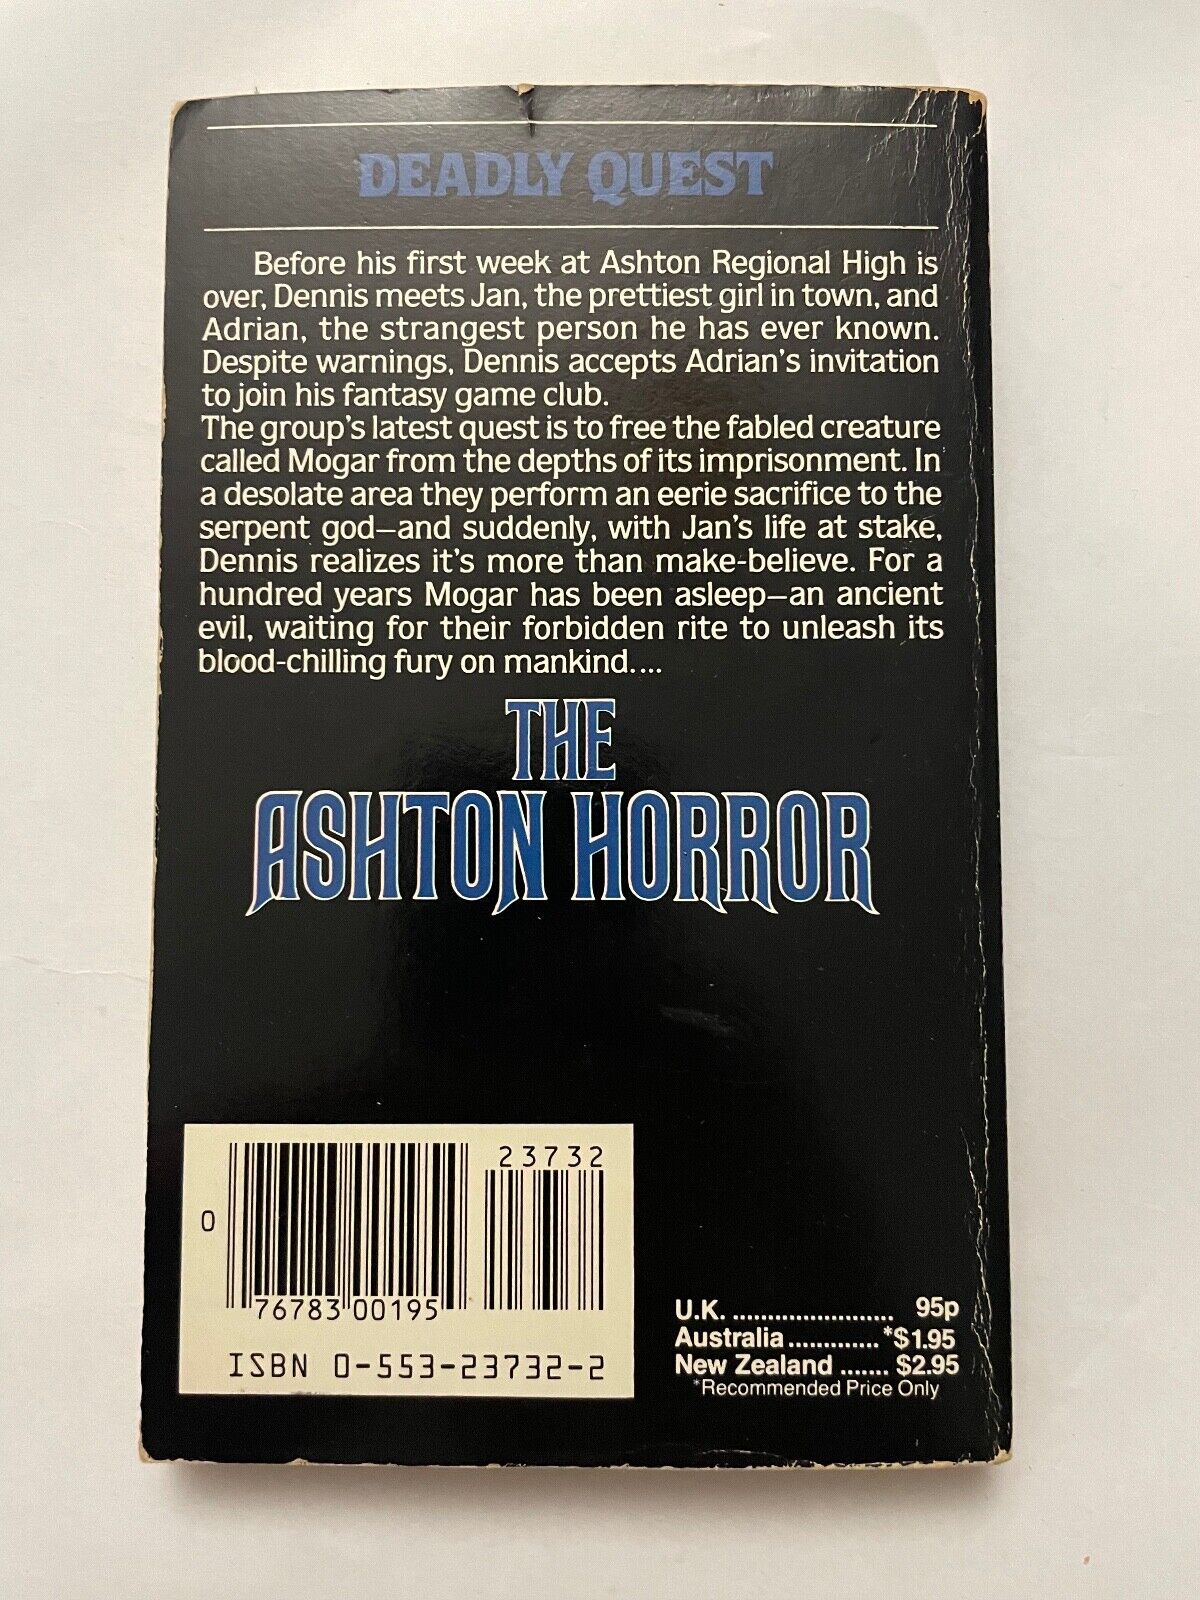 DEADLY QUEST
Before his first week at Ashton Regional High is
over, Dennis meets Jan, the prettiest girl in town, and
Adrian, the strangest person he has ever known.
Despite warnings, Dennis accepts Adrian's invitation
to join his fantasy game club.
The group's latest quest is to free the fabled creature
called Mogar from the depths of its imprisonment. In
a desolate area they perform an eerie sacrifice to the
serpent god—and suddenly, with Jan's life at stake,
Dennis realizes it's more than make-believe. For a
hundred years Mogar has been asleep—an ancient
evil, waiting for their forbidden rite to unleash its
blood-chilling fury on mankind....
THE
ASHTON HORROR
23732
0
76783 00195
ISBN 0-553-23732-2
U.K. ....................... 95p
Australia ............. *$1.95
New Zealand ....... $2.95
*Recommended Price Only